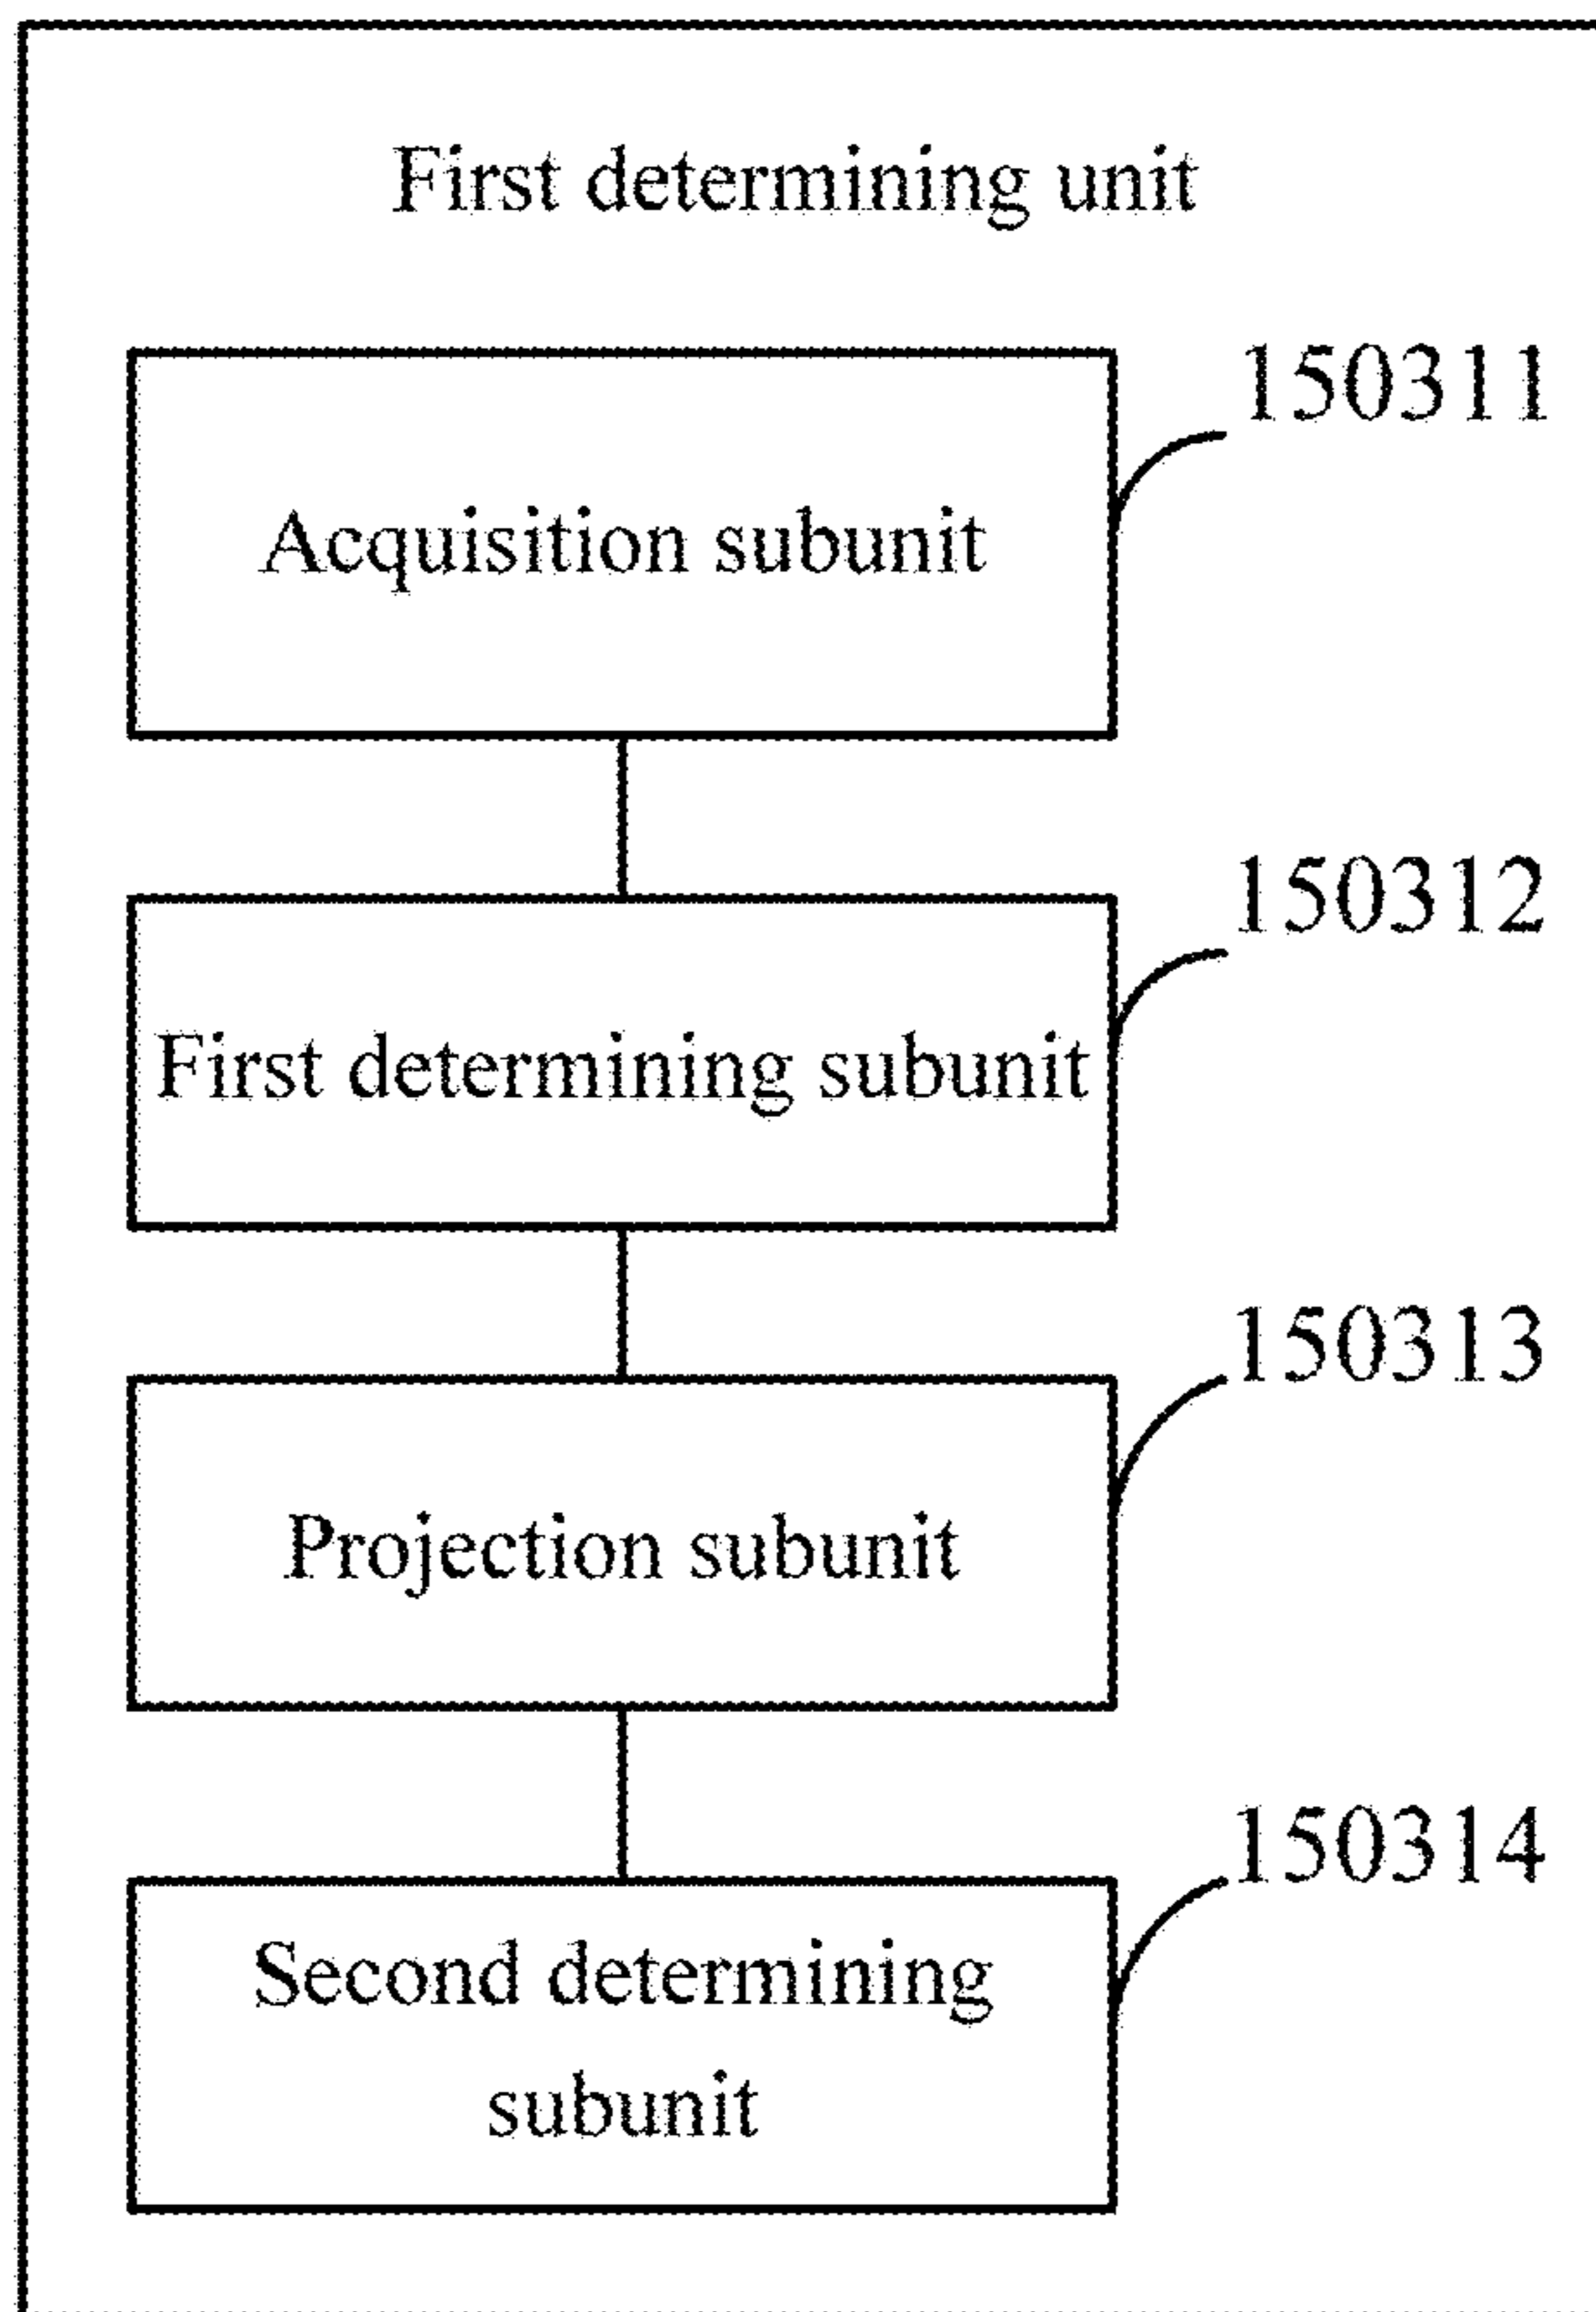 First determining unit
150311
Acquisition subunit
150312
First determining subunit
150313
Projection subunit
150314
Second determining
subunit